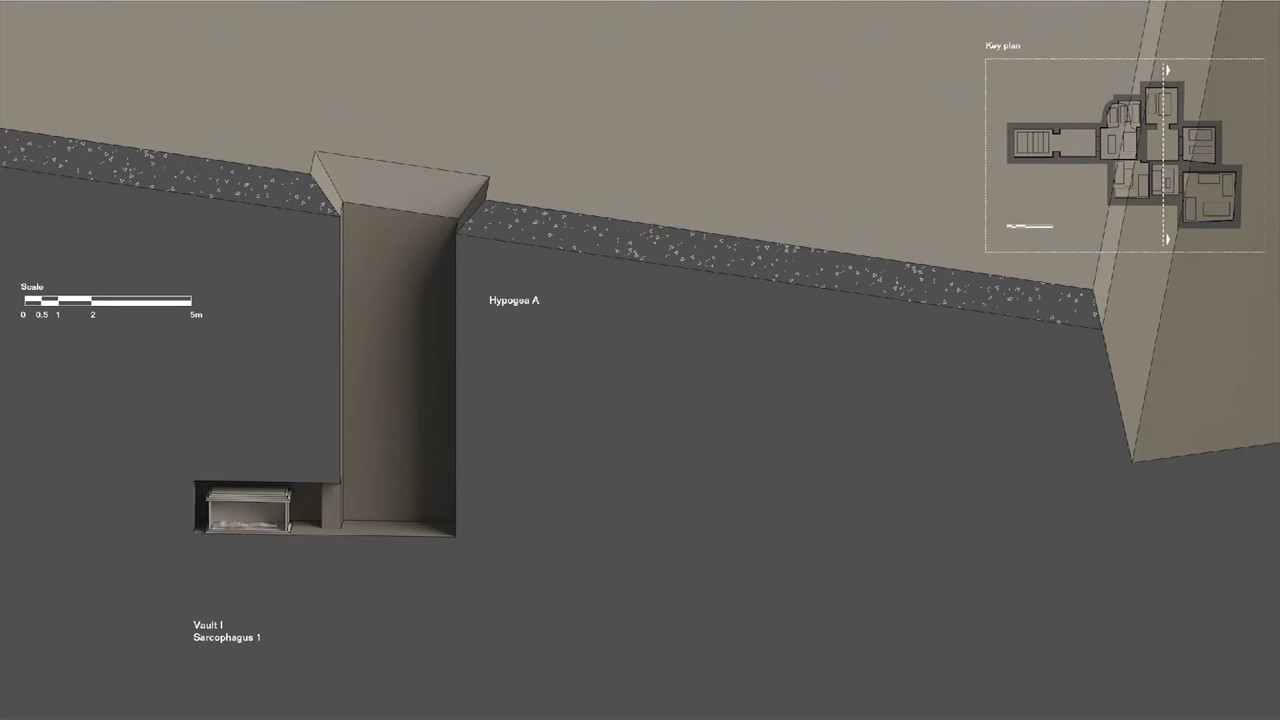 Key plan
Scale
0 0.5 1 2 5m
Hypogea A
Vault I
Sarcophagus 1